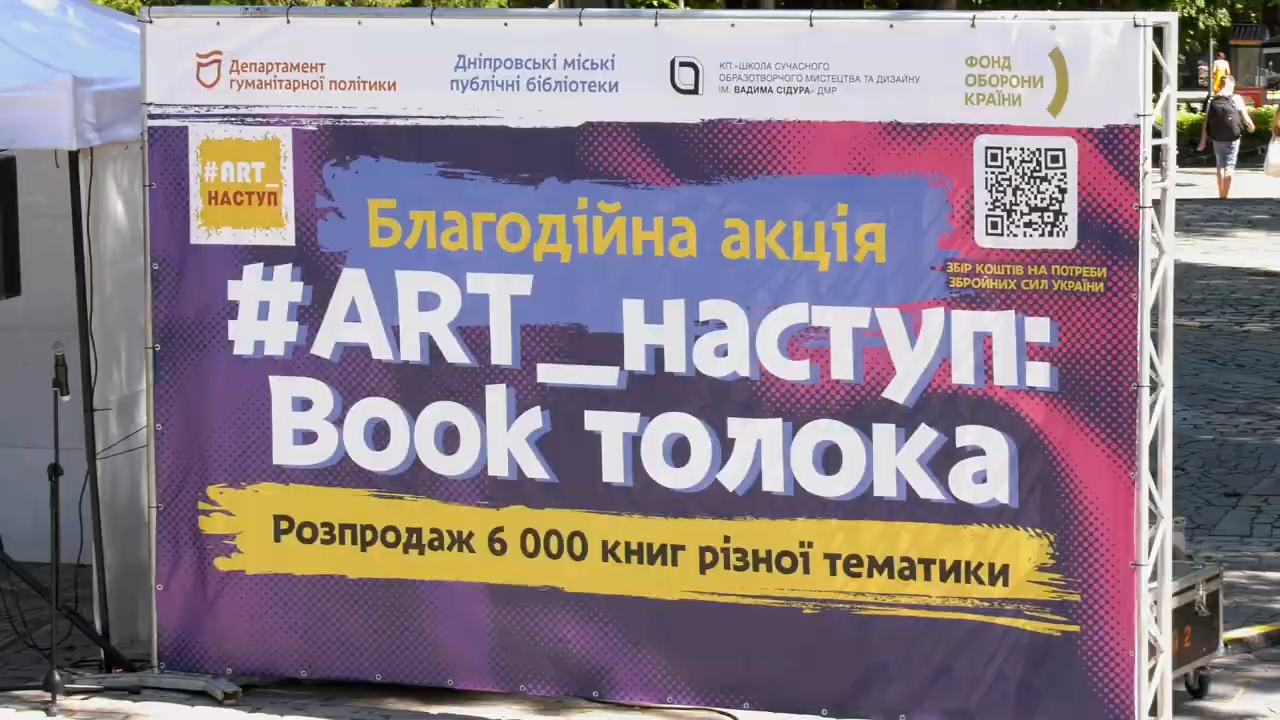 Департамент
гуманітарної політики
Дніпровські міські
публічні бібліотеки
КП «ШКОЛА СУЧАСНОГО
ОБРАЗОТВОРЧОГО МИСТЕЦТВА ТА ДИЗАЙНУ
ІМ. ВАДИМА СІДУРА» ДМР
ФОНД
ОБОРОНИ
КРАЇНИ
#ART_
НАСТУП
Благодійна акція
ЗБІР КОШТІВ НА ПОТРЕБИ
ЗБРОЙНИХ СИЛ УКРАЇНИ
#ART_наступ:
Book толока
Розпродаж 6 000 книг різної тематики
2